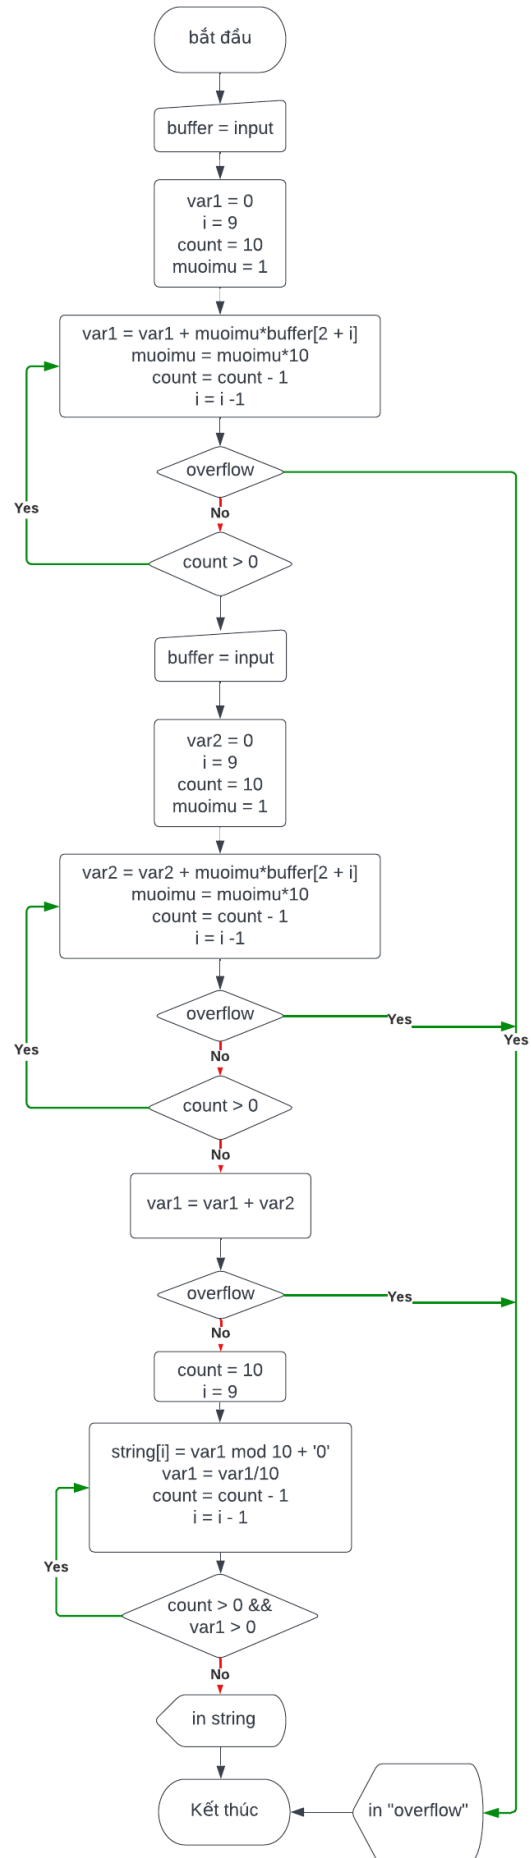 bắt đầu
buffer = input
var1 = 0
i = 9
count = 10
muoimu = 1
var1 = var1 + muoimu*buffer[2 + i]
muoimu = muoimu*10
count = count - 1
i = i -1
overflow
Yes
No
count > 0
buffer = input
var2 = 0
i = 9
count = 10
muoimu = 1
var2 = var2 + muoimu*buffer[2 + i]
muoimu = muoimu*10
count = count - 1
i = i -1
overflow
Yes
Yes
Yes
No
count > 0
No
var1 = var1 + var2
overflow
Yes
No
count = 10
i = 9
string[i] = var1 mod 10 + '0'
var1 = var1/10
count = count - 1
i = i - 1
Yes
count > 0 &&
var1 > 0
No
in string
Kết thúc
in "overflow"